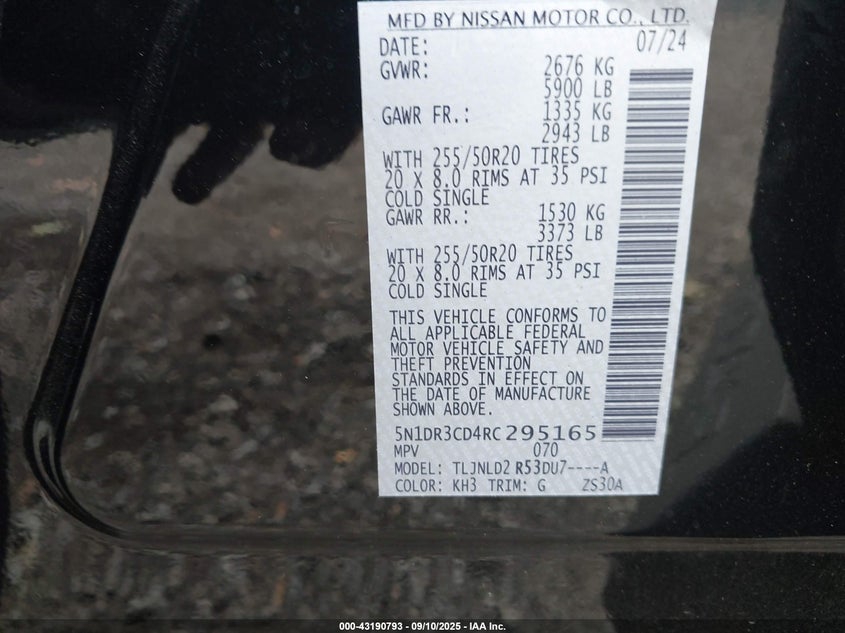 MFD BY NISSAN MOTOR CO., LTD.
DATE: 07/24
GVWR: 2676 KG
5900 LB
GAWR FR.: 1335 KG
2943 LB
WITH 255/50R20 TIRES
20 X 8.0 RIMS AT 35 PSI
COLD SINGLE
GAWR RR.: 1530 KG
3373 LB
WITH 255/50R20 TIRES
20 X 8.0 RIMS AT 35 PSI
COLD SINGLE
THIS VEHICLE CONFORMS TO
ALL APPLICABLE FEDERAL
MOTOR VEHICLE SAFETY AND
THEFT PREVENTION
STANDARDS IN EFFECT ON
THE DATE OF MANUFACTURE
SHOWN ABOVE.
5N1DR3CD4RC295165
MPV 070
MODEL: TLJNLD2 R53DU7----A
COLOR: KH3 TRIM: G ZS30A
000-43190793 - 09/10/2025 - IAA Inc.